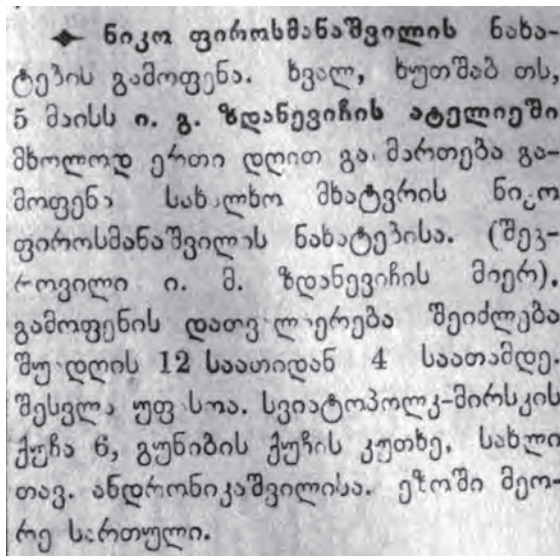 ნიკო ფიროსმანაშვილის ნახა-
ტების გამოფენა. ხვალ, ხუთშაბ თს,
5 მაისს ი. გ. ზდანევიჩის ატელიეში
მხოლოდ ერთი დღით გა მართება გა-
მოფენა სახალხო მხატვრის ნიკო
ფიროსმანაშვილის ნახატებისა. (შეკ-
როვილი ი. მ. ზდანევიჩის მიერ).
გამოფენის დათვალიერება შეიძლება
შუადღის 12 საათიდან 4 საათამდე.
შესვლა უფასოა. სვიატოპოლკ-მირსკის
ქუჩა 6, გუნიბის ქუჩის კუთხე, სახლი
თავ. ანდრონიკაშვილისა. ეზოში მეო-
რე სართული.